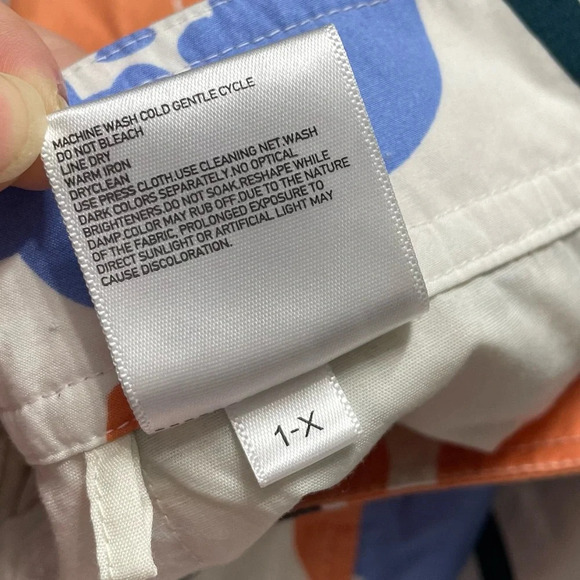 MACHINE WASH COLD GENTLE CYCLE
DO NOT BLEACH
LINE DRY
WARM IRON
DRYCLEAN
USE PRESS CLOTH.USE CLEANING NET.WASH
DARK COLORS SEPARATELY.NO OPTICAL
BRIGHTENERS.DO NOT SOAK.RESHAPE WHILE
DAMP.COLOR MAY RUB OFF.DUE TO THE NATURE
OF THE FABRIC, PROLONGED EXPOSURE TO
DIRECT SUNLIGHT OR ARTIFICIAL LIGHT MAY
CAUSE DISCOLORATION.
1-X